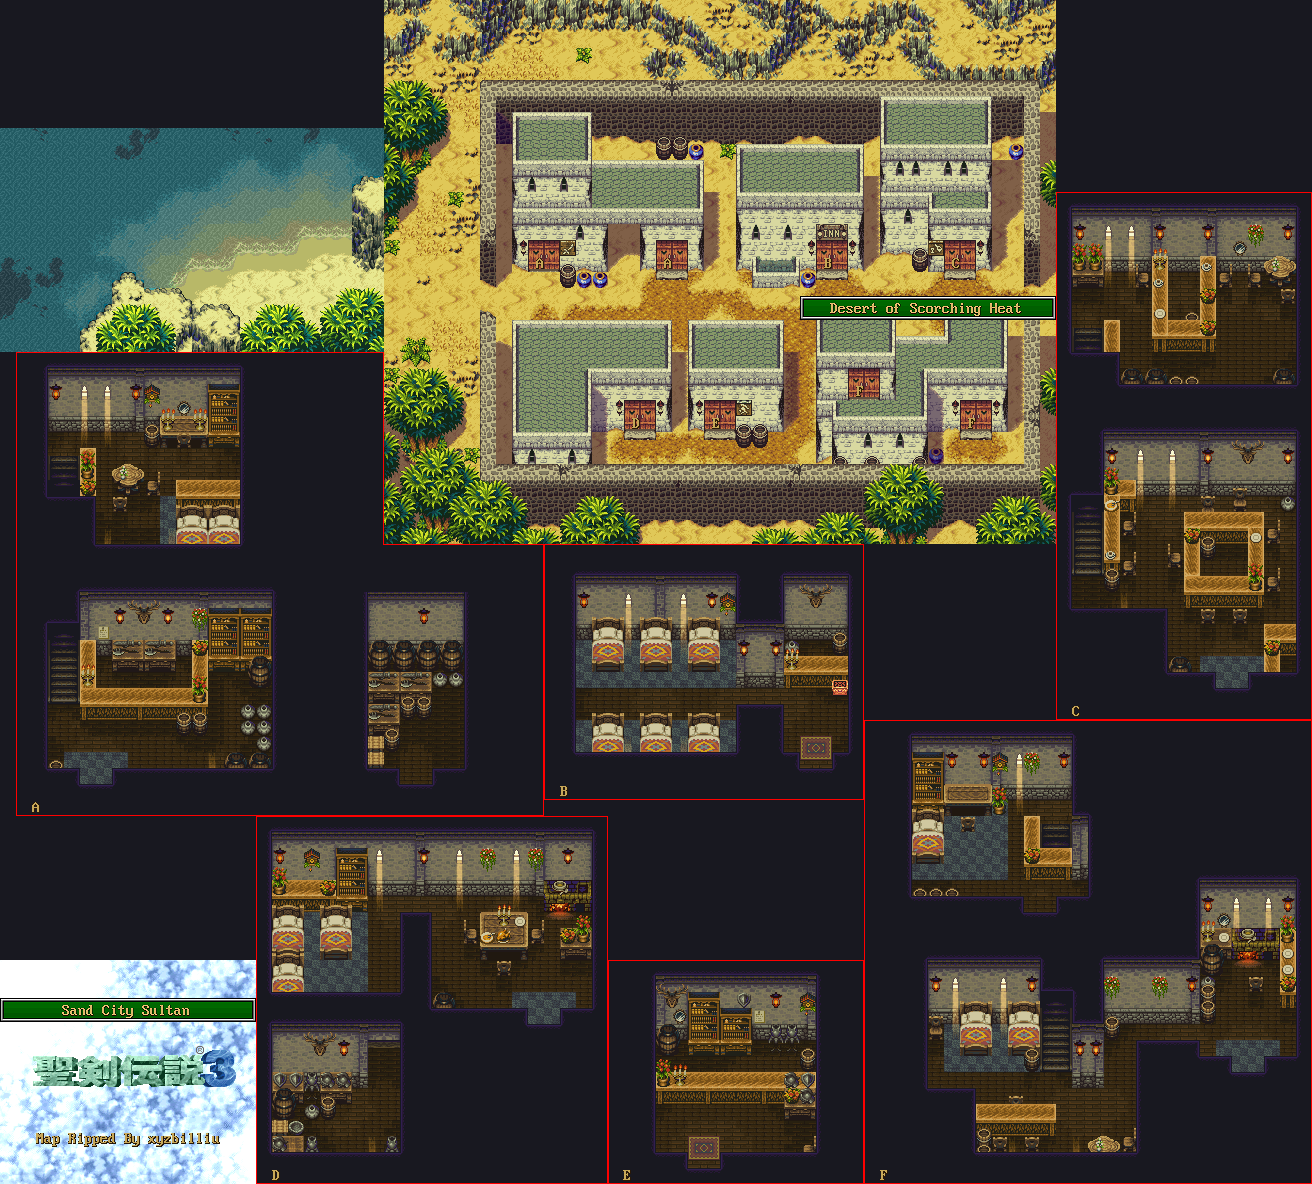 INN
A
A
B
C
Desert of Scorching Heat
F
D
E
F
C
A
B
Sand City Sultan
聖剣伝説3
®
Map Ripped By xyzbilliu
D
E
F